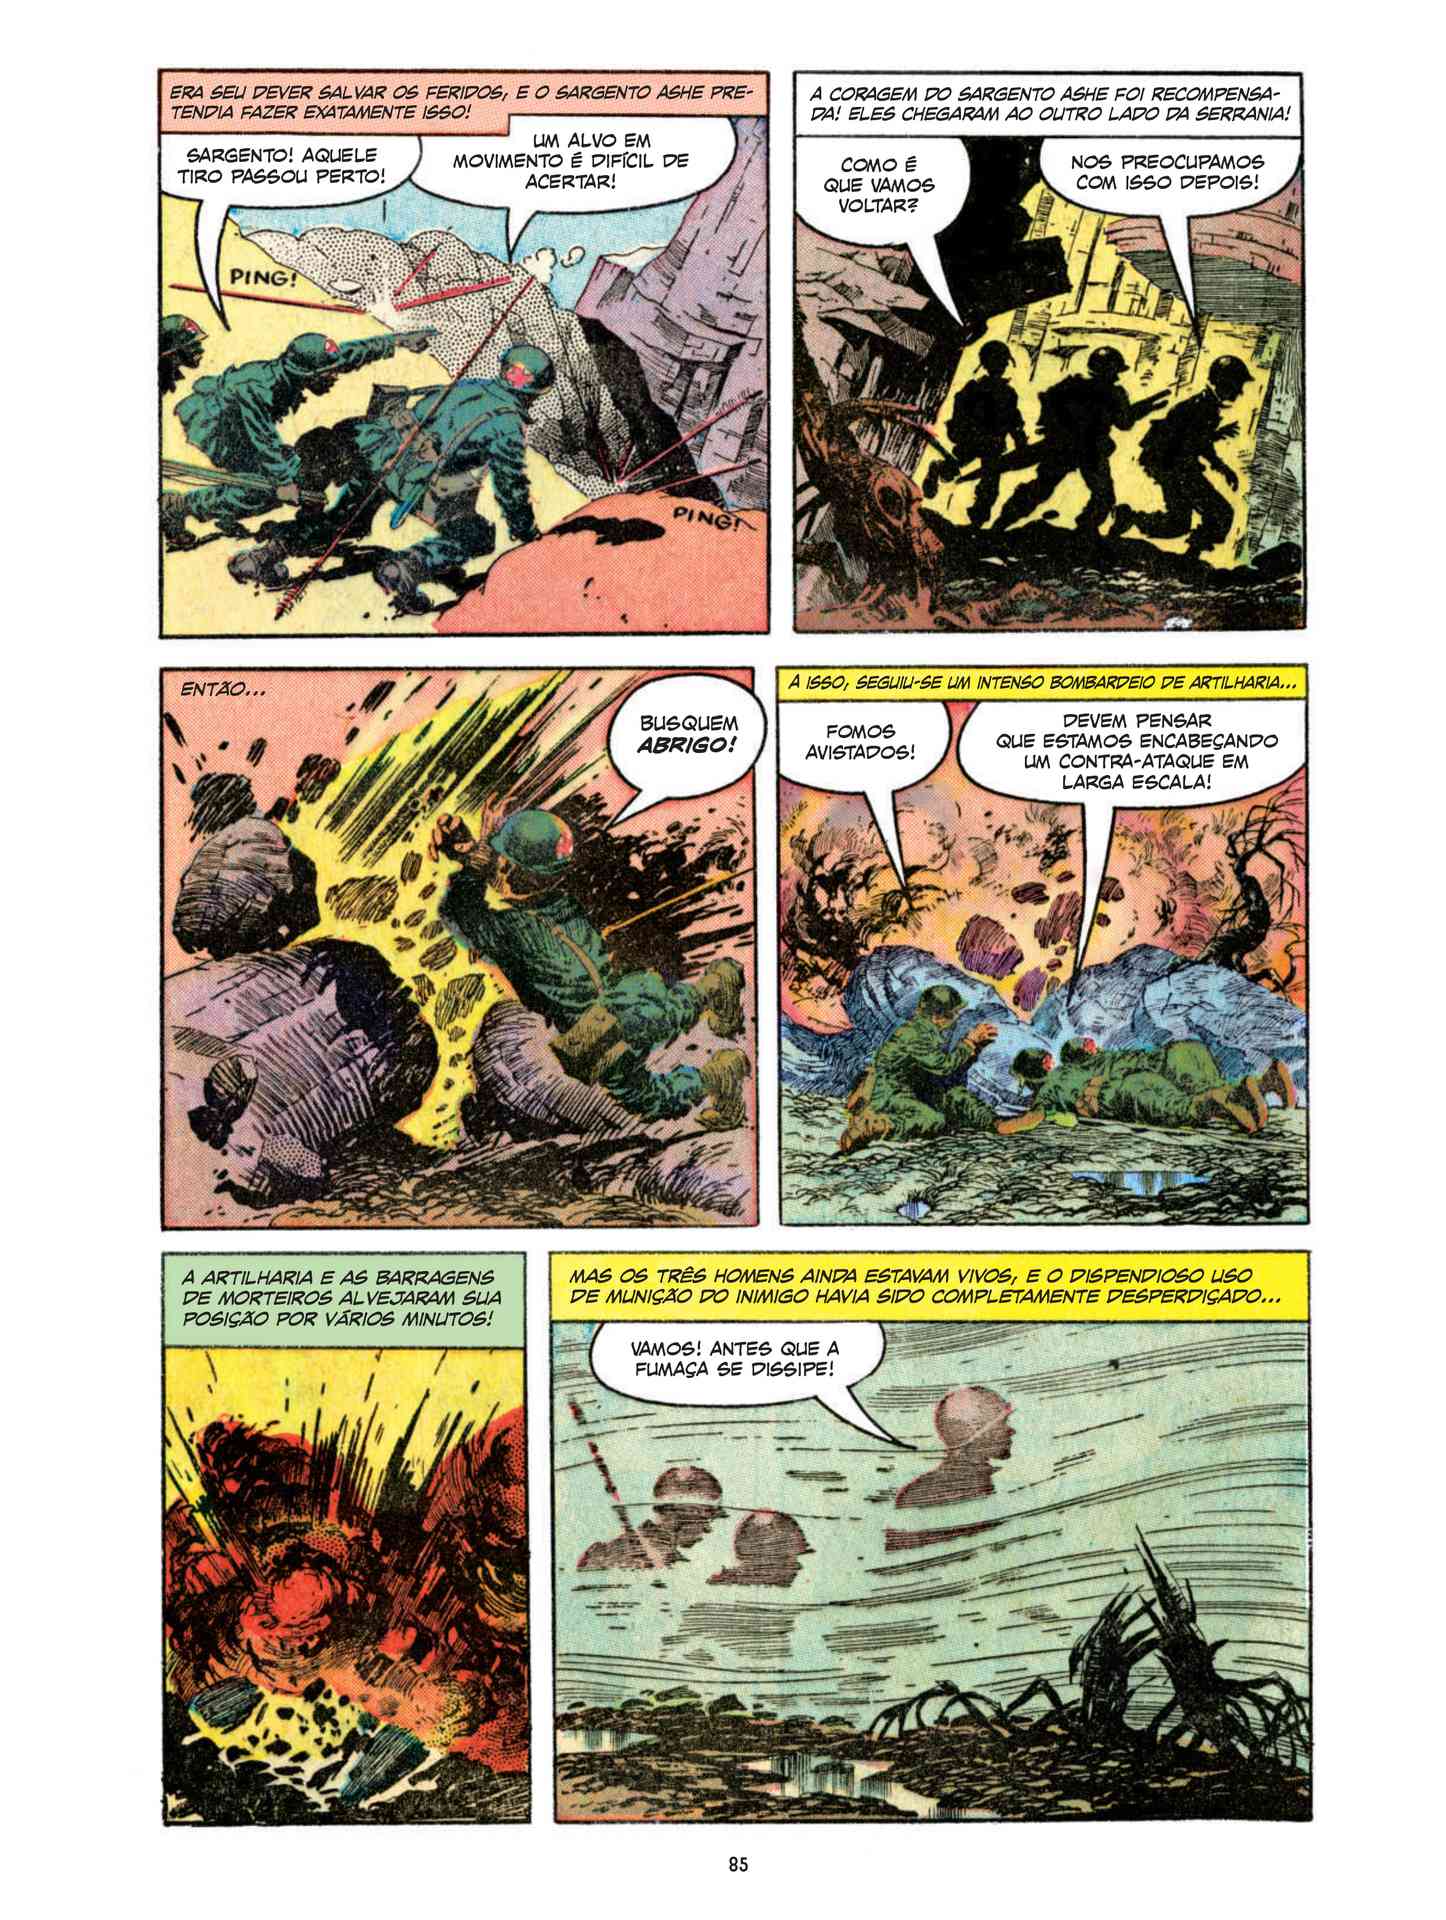 ERA SEU DEVER SALVAR OS FERIDOS, E O SARGENTO ASHE PRE-
TENDIA FAZER EXATAMENTE ISSO!
SARGENTO! AQUELE
TIRO PASSOU PERTO!
UM ALVO EM
MOVIMENTO É DIFÍCIL DE
ACERTAR!
PING!
PING!
A CORAGEM DO SARGENTO ASHE FOI RECOMPENSA-
DA! ELES CHEGARAM AO OUTRO LADO DA SERRANIA!
COMO É
QUE VAMOS
VOLTAR?
NOS PREOCUPAMOS
COM ISSO DEPOIS!
ENTÃO...
BUSQUEM
ABRIGO!
A ISSO, SEGUIU-SE UM INTENSO BOMBARDEIO DE ARTILHARIA...
FOMOS
AVISTADOS!
DEVEM PENSAR
QUE ESTAMOS ENCABEÇANDO
UM CONTRA-ATAQUE EM
LARGA ESCALA!
A ARTILHARIA E AS BARRAGENS
DE MORTEIROS ALVEJARAM SUA
POSIÇÃO POR VÁRIOS MINUTOS!
MAS OS TRÊS HOMENS AINDA ESTAVAM VIVOS, E O DISPENDIOSO USO
DE MUNIÇÃO DO INIMIGO HAVIA SIDO COMPLETAMENTE DESPERDIÇADO...
VAMOS! ANTES QUE A
FUMAÇA SE DISSIPE!
85